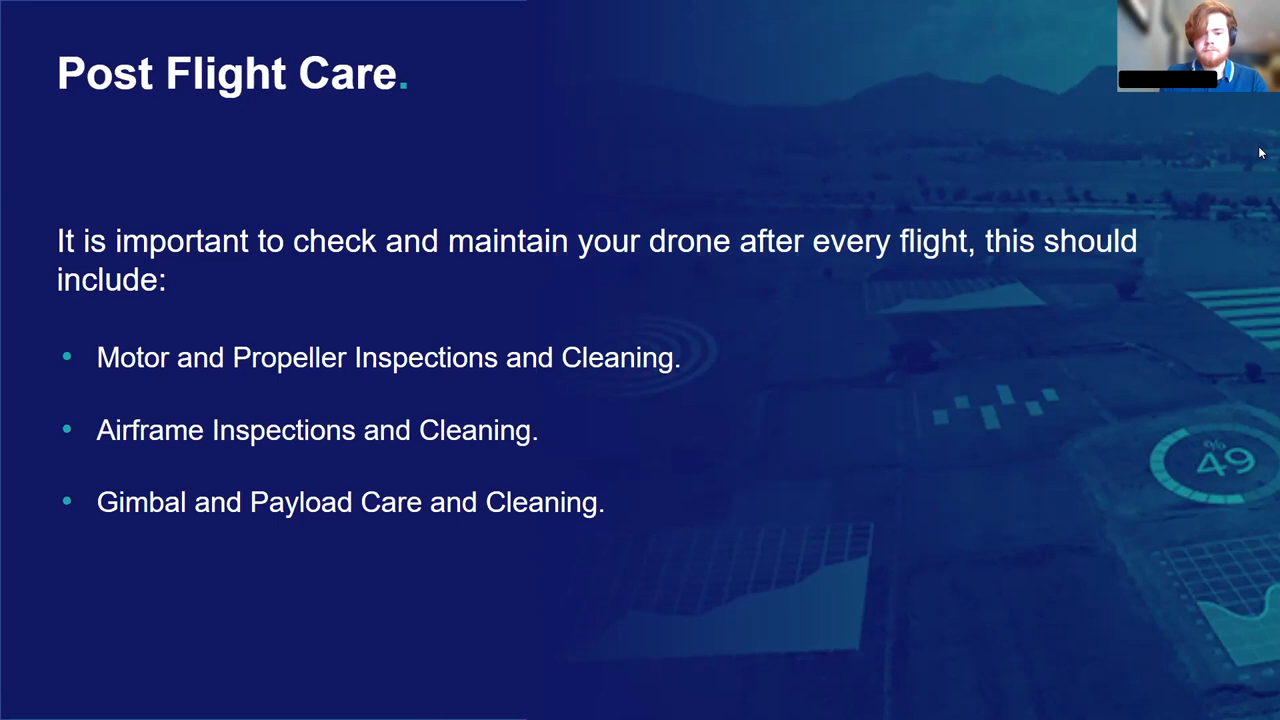 Post Flight Care.
It is important to check and maintain your drone after every flight, this should
include:
• Motor and Propeller Inspections and Cleaning.
• Airframe Inspections and Cleaning.
• Gimbal and Payload Care and Cleaning.
%
49